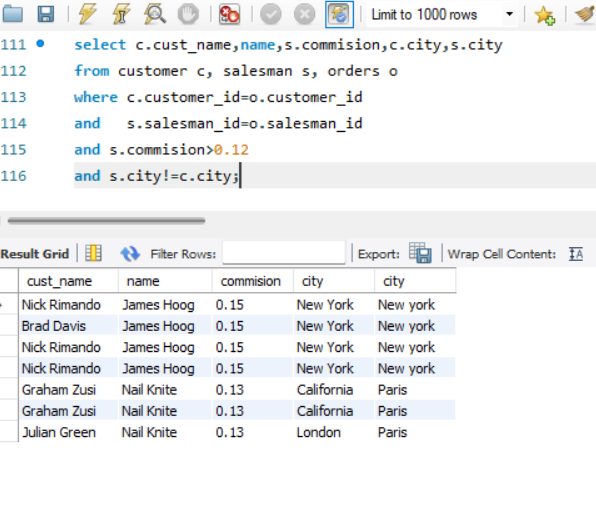 Limit to 1000 rows
111 select c.cust_name,name,s.commision,c.city,s.city
112 from customer c, salesman s, orders o
113 where c.customer_id=o.customer_id
114 and s.salesman_id=o.salesman_id
115 and s.commision>0.12
116 and s.city!=c.city;
Result Grid Filter Rows: Export: Wrap Cell Content: IA
cust_name name commision city city
Nick Rimando James Hoog 0.15 New York New york
Brad Davis James Hoog 0.15 New York New york
Nick Rimando James Hoog 0.15 New York New york
Nick Rimando James Hoog 0.15 New York New york
Graham Zusi Nail Knite 0.13 California Paris
Graham Zusi Nail Knite 0.13 California Paris
Julian Green Nail Knite 0.13 London Paris